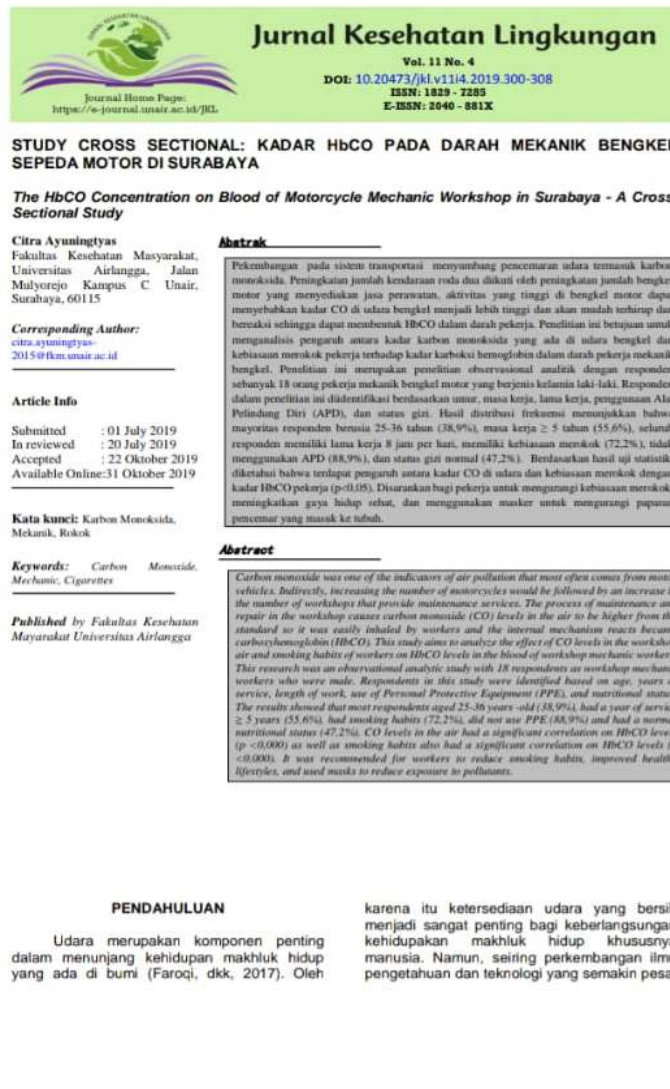 JURNAL KESEHATAN LINGKUNGAN
Journal Home Page:
https://e-journal.unair.ac.id/JKL
Jurnal Kesehatan Lingkungan
Vol. 11 No. 4
DOI: 10.20473/jkl.v11i4.2019.300-308
ISSN: 1829 - 7285
E-ISSN: 2040 - 881X
STUDY CROSS SECTIONAL: KADAR HbCO PADA DARAH MEKANIK BENGKEL
SEPEDA MOTOR DI SURABAYA
The HbCO Concentration on Blood of Motorcycle Mechanic Workshop in Surabaya - A Cross
Sectional Study
Citra Ayuningtyas
Fakultas Kesehatan Masyarakat,
Universitas Airlangga, Jalan
Mulyorejo Kampus C Unair,
Surabaya, 60115
Corresponding Author:
citra.ayuningtyas-
2015@fkm.unair.ac.id
Article Info
Submitted : 01 July 2019
In reviewed : 20 July 2019
Accepted : 22 Oktober 2019
Available Online:31 Oktober 2019
Kata kunci: Karbon Monoksida,
Mekanik, Rokok
Keywords: Carbon Monoxide,
Mechanic, Cigarettes
Published by Fakultas Kesehatan
Mayarakat Universitas Airlangga
Abstrak
Pekembangan pada sistem transportasi menyumbang pencemaran udara termasuk karbon
monoksida. Peningkatan jumlah kendaraan roda dua diikuti oleh peningkatan jumlah bengkel
motor yang menyediakan jasa perawatan, aktivitas yang tinggi di bengkel motor dapat
menyebabkan kadar CO di udara bengkel menjadi lebih tinggi dan akan mudah terhirup dan
bereaksi sehingga dapat membentuk HbCO dalam darah pekerja. Penelitian ini betujuan untuk
menganalisis pengaruh antara kadar karbon monoksida yang ada di udara bengkel dan
kebiasaan merokok pekerja terhadap kadar karboksi hemoglobin dalam darah pekerja mekanik
bengkel. Penelitian ini merupakan penelitian observasional analitik dengan responden
sebanyak 18 orang pekerja mekanik bengkel motor yang berjenis kelamin laki-laki. Responden
dalam penelitian ini diidentifikasi berdasarkan umur, masa kerja, lama kerja, penggunaan Alat
Pelindung Diri (APD), dan status gizi. Hasil distribusi frekuensi menunjukkan bahwa
mayoritas responden berusia 25-36 tahun (38,9%), masa kerja ≥ 5 tahun (55,6%), seluruh
responden memiliki lama kerja 8 jam per hari, memiliki kebiasaan merokok (72,2%), tidak
menggunakan APD (88,9%), dan status gizi normal (47,2%). Berdasarkan hasil uji statistik
diketahui bahwa terdapat pengaruh antara kadar CO di udara dan kebiasaan merokok dengan
kadar HbCO pekerja (p<0,05). Disarankan bagi pekerja untuk mengurangi kebiasaan merokok,
meningkatkan gaya hidup sehat, dan menggunakan masker untuk mengurangi paparan
pencemar yang masuk ke tubuh.
Abstract
Carbon monoxide was one of the indicators of air pollution that most often comes from motor
vehicles. Indirectly, increasing the number of motorcycles would be followed by an increase in
the number of workshops that provide maintenance services. The process of maintenance and
repair in the workshop causes carbon monoxide (CO) levels in the air to be higher from the
standard so it was easily inhaled by workers and the internal mechanism reacts became
carboxyhemoglobin (HbCO). This study aims to analyze the effect of CO levels in the workshop
air and smoking habits of workers on HbCO levels in the blood of workshop mechanic workers.
This research was an observational analytic study with 18 respondents as workshop mechanic
workers who were male. Respondents in this study were identified based on age, years of
service, length of work, use of Personal Protective Equipment (PPE), and nutritional status.
The results showed that most respondents aged 25-36 years -old (38,9%), had a year of service
≥ 5 years (55,6%), had smoking habits (72,2%), did not use PPE (88,9%) and had a normal
nutritional status (47,2%). CO levels in the air had a significant correlation on HbCO levels
(p <0,000) as well as smoking habits also had a significant correlation on HbCO levels (p
<0,000). It was recommended for workers to reduce smoking habits, improved healthy
lifestyles, and used masks to reduce exposure to pollutants.
PENDAHULUAN
Udara merupakan komponen penting
dalam menunjang kehidupan makhluk hidup
yang ada di bumi (Faroqi, dkk, 2017). Oleh
karena itu ketersediaan udara yang bersih
menjadi sangat penting bagi keberlangsungan
kehidupakan makhluk hidup khususnya
manusia. Namun, seiring perkembangan ilmu
pengetahuan dan teknologi yang semakin pesat